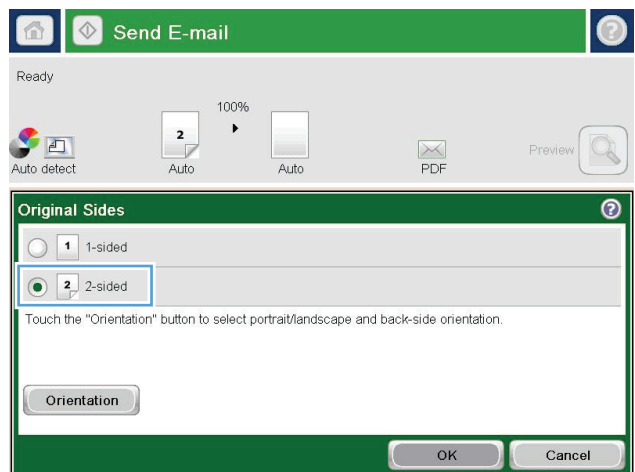 Send E-mail
Ready
100%
2
Auto detect
Auto
Auto
PDF
Preview
Original Sides
1 1-sided
2 2-sided
Touch the "Orientation" button to select portrait/landscape and back-side orientation.
Orientation
OK
Cancel